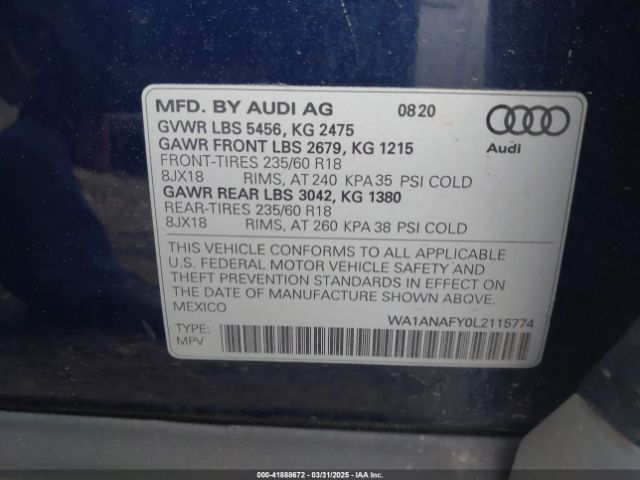 MFD. BY AUDI AG 0820
GVWR LBS 5456, KG 2475
GAWR FRONT LBS 2679, KG 1215
FRONT-TIRES 235/60 R18
8JX18 RIMS, AT 240 KPA 35 PSI COLD
GAWR REAR LBS 3042, KG 1380
REAR-TIRES 235/60 R18
8JX18 RIMS, AT 260 KPA 38 PSI COLD
Audi
THIS VEHICLE CONFORMS TO ALL APPLICABLE
U.S. FEDERAL MOTOR VEHICLE SAFETY AND
THEFT PREVENTION STANDARDS IN EFFECT ON
THE DATE OF MANUFACTURE SHOWN ABOVE.
MEXICO
WA1ANAFY0L2115774
TYPE:
MPV
000-41888672 - 03/31/2025 - IAA Inc.